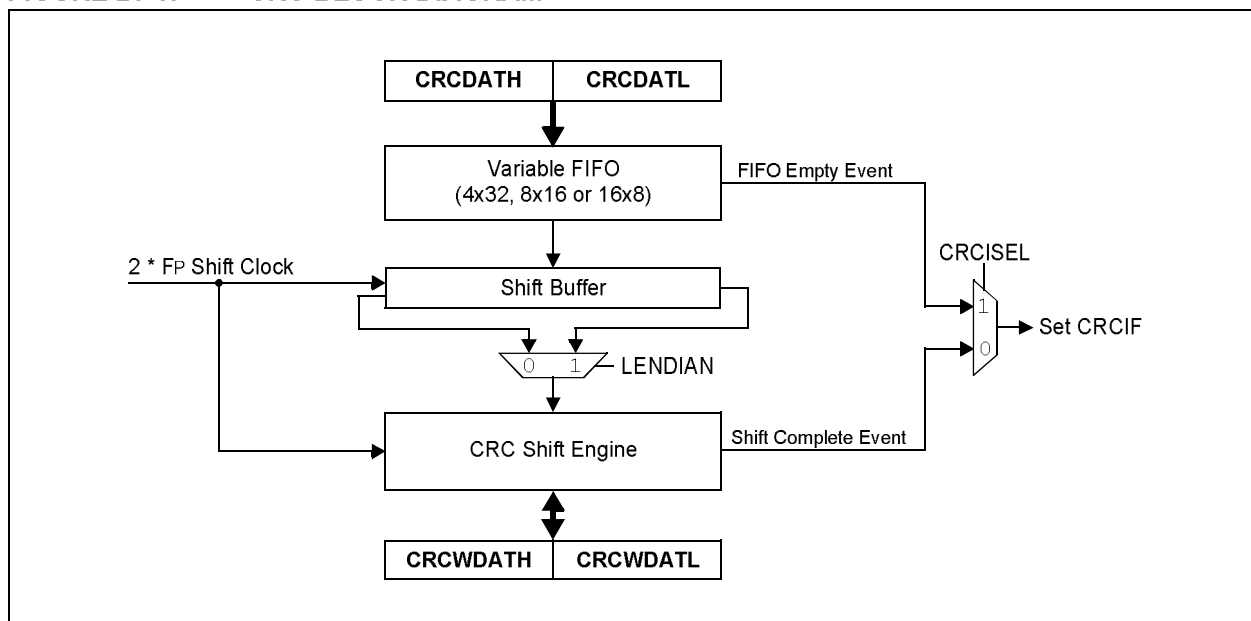 CRCDATH CRCDATL
Variable FIFO
(4x32, 8x16 or 16x8)
FIFO Empty Event
CRCISEL
2 * FP Shift Clock
Shift Buffer
1
Set CRCIF
0
0 1
LENDIAN
CRC Shift Engine
Shift Complete Event
CRCWDATH CRCWDATL